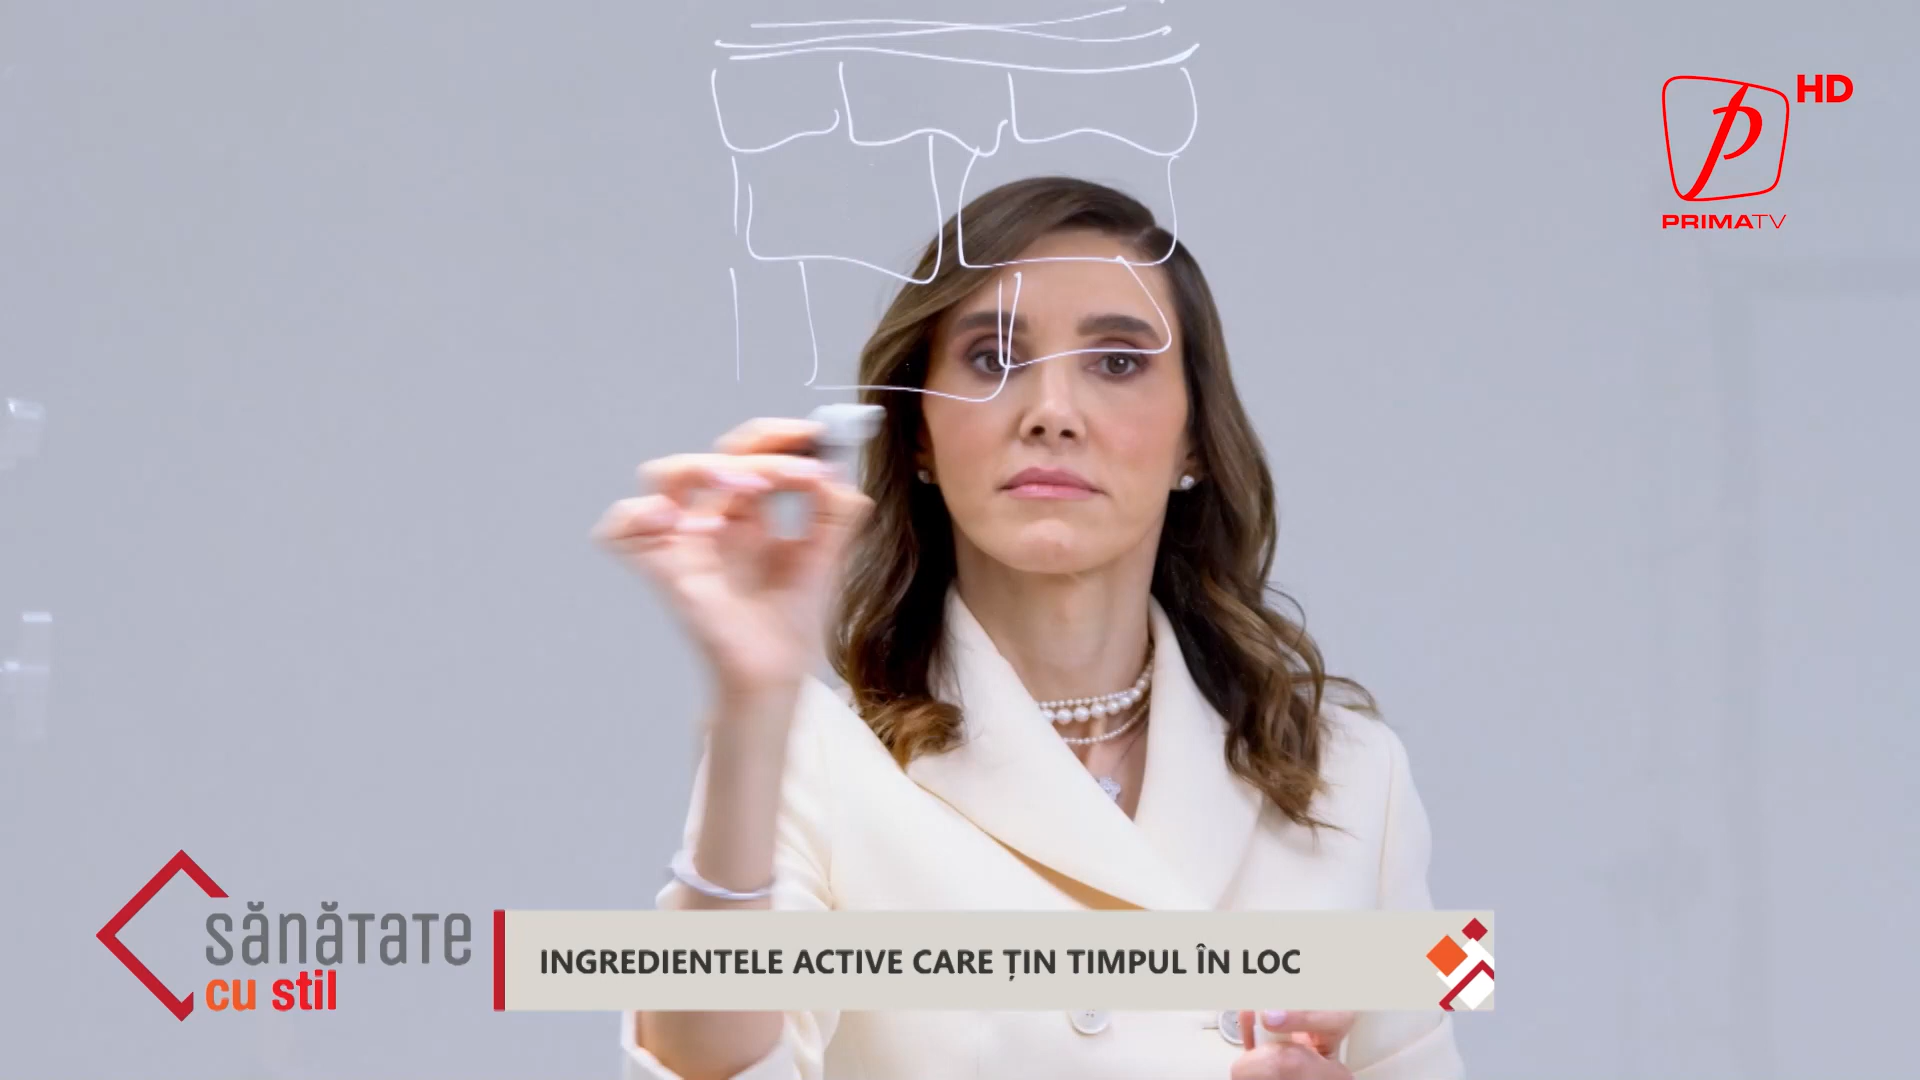 HD
PRIMATV
sănătate
cu stil
INGREDIENTELE ACTIVE CARE ȚIN TIMPUL ÎN LOC